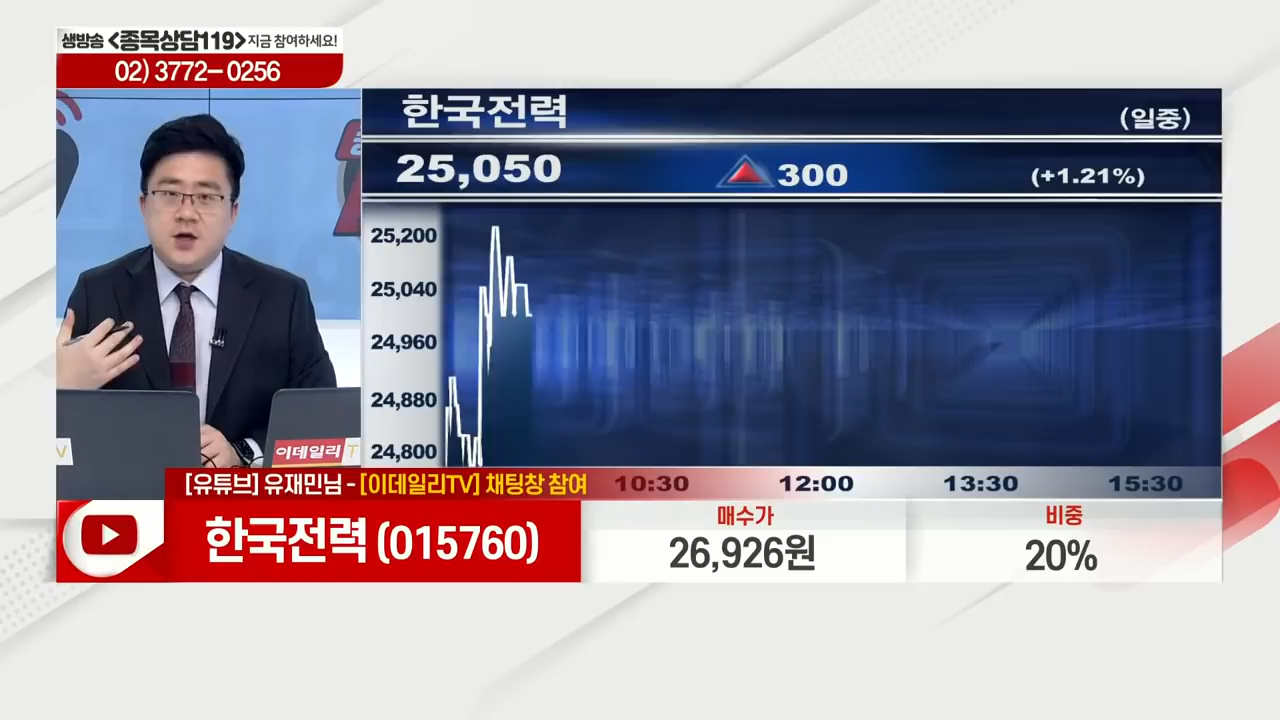 생방송 <종목상담119> 지금 참여하세요!
02) 3772-0256
한국전력
(일중)
25,050
300
(+1.21%)
25,200
25,040
24,960
24,880
24,800
10:30
12:00
13:30
15:30
이데일리 T
V
[유튜브] 유재민님 - [이데일리TV] 채팅창 참여
한국전력 (015760)
매수가
26,926원
비중
20%